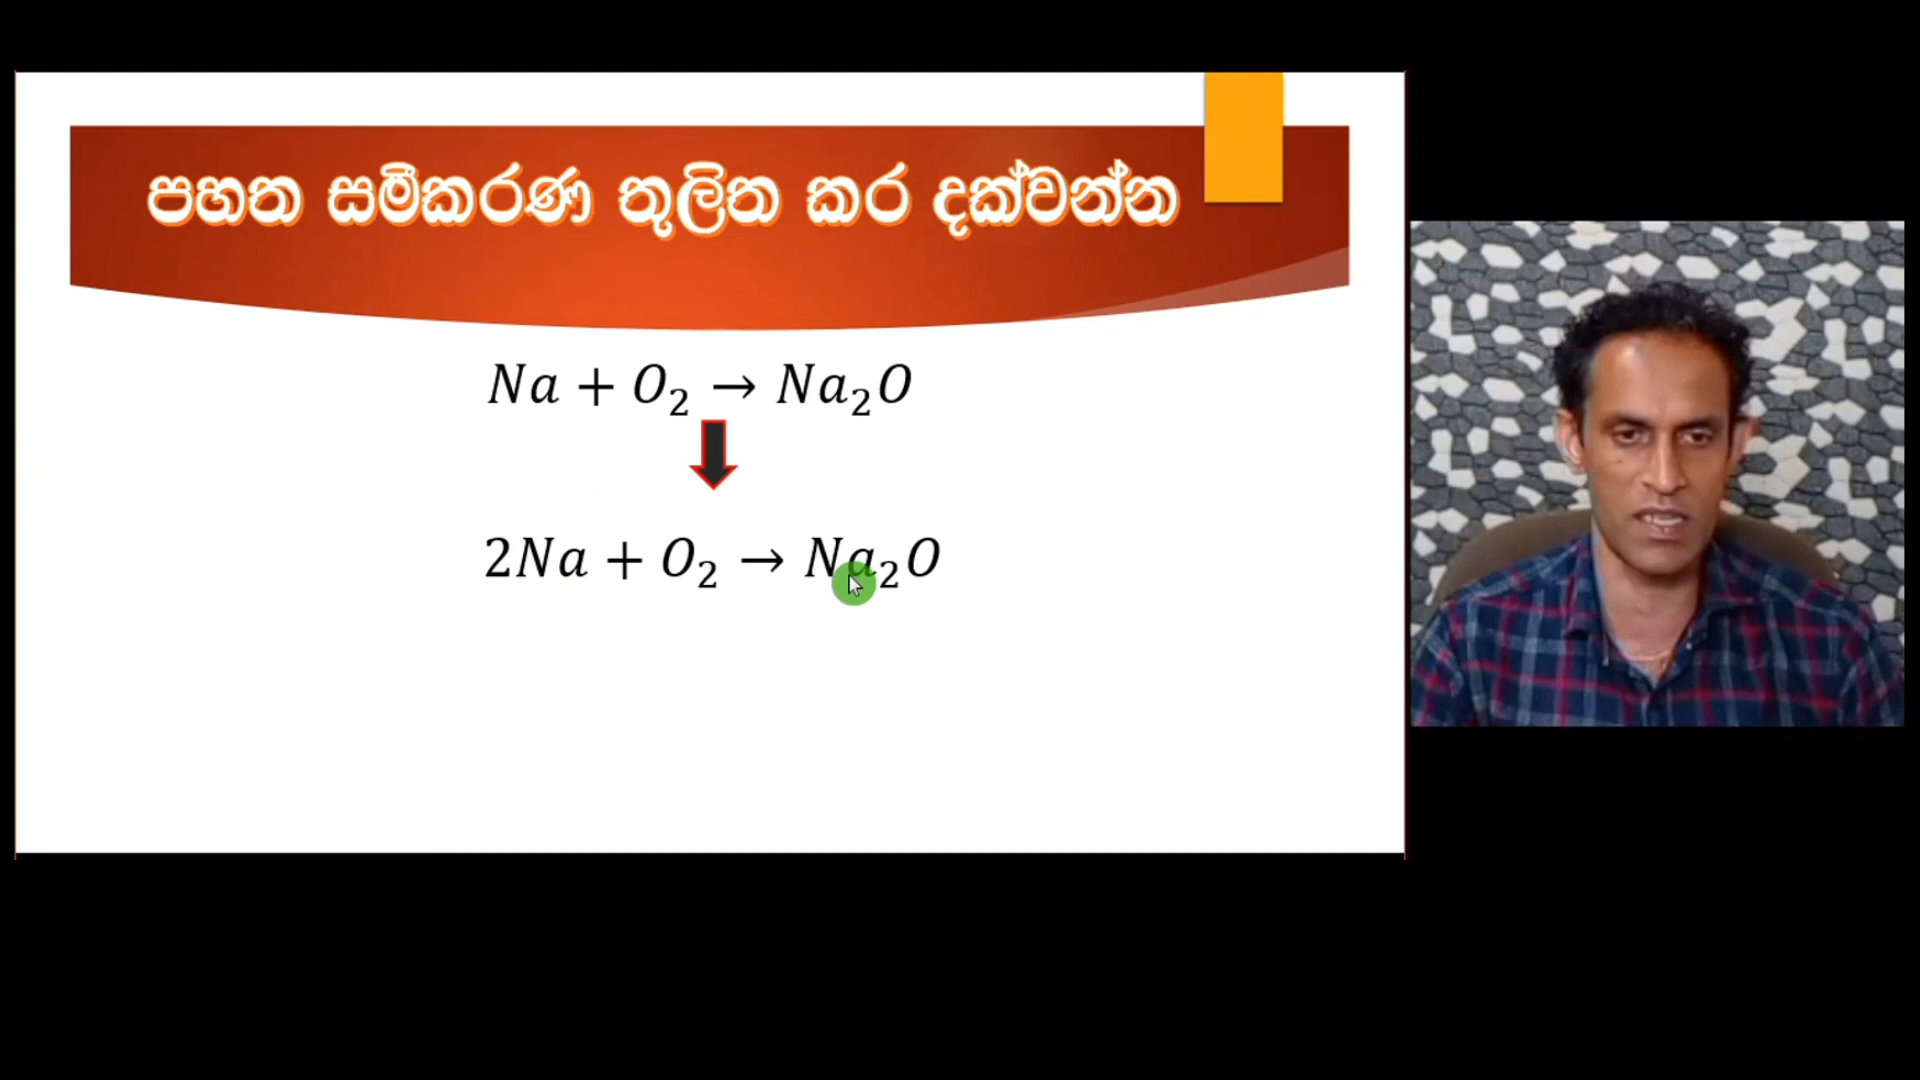 පහත සමීකරණ තුලිත කර දක්වන්න
Na + O₂ → Na₂O
2Na + O₂ → Na₂O